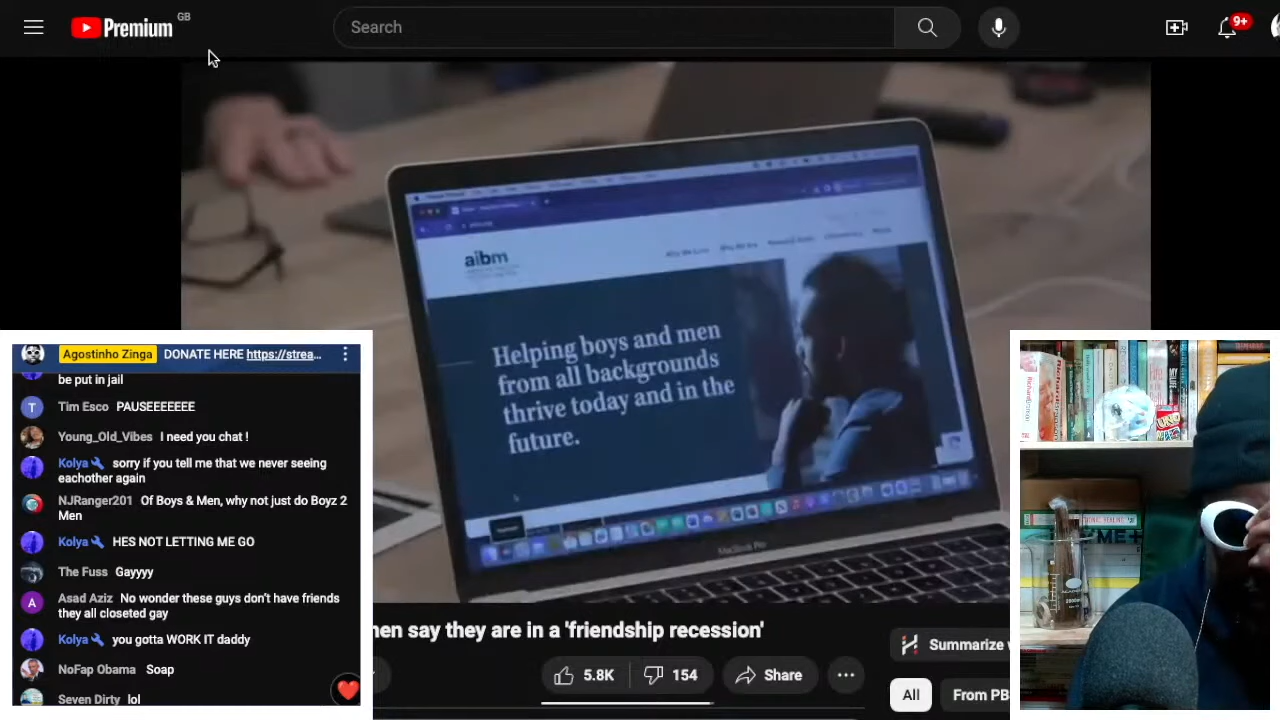 Premium
GB
Search
9+
aibm
Helping boys and men
from all backgrounds
thrive today and in the
future.
MacBook Pro
Agostinho Zinga DONATE HERE https://strea...
be put in jail
T Tim Esco PAUSEEEEEE
Young_Old_Vibes I need you chat !
Kolya sorry if you tell me that we never seeing
eachother again
NJRanger201 Of Boys & Men, why not just do Boyz 2
Men
Kolya HES NOT LETTING ME GO
The Fuss Gayyyy
A Asad Aziz No wonder these guys don't have friends
they all closeted gay
Kolya you gotta WORK IT daddy
NoFap Obama Soap
Seven Dirty lol
men say they are in a 'friendship recession'
5.8K 154 Share
Summarize
All From PB